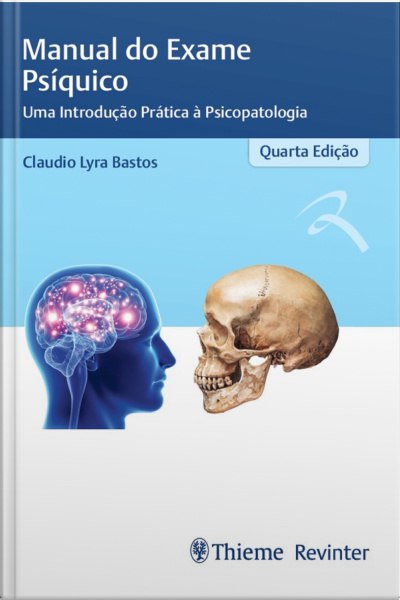 Manual do Exame
Psíquico
Uma Introdução Prática à Psicopatologia
Claudio Lyra Bastos
Quarta Edição
Thieme Revinter